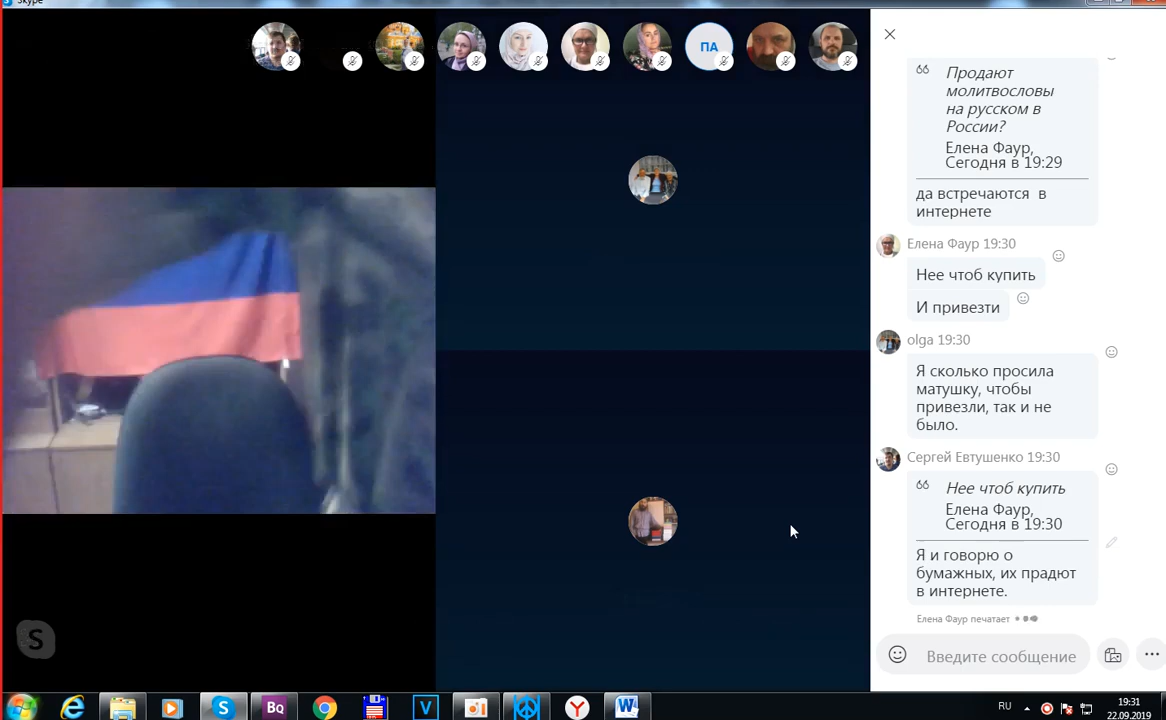 Skype
ПА
Продают
молитвословы
на русском в
России?
Елена Фаур,
Сегодня в 19:29
да встречаются в
интернете
Елена Фаур 19:30
Нее чтоб купить
И привезти
olga 19:30
Я сколько просила
матушку, чтобы
привезли, так и не
было.
Сергей Евтушенко 19:30
Нее чтоб купить
Елена Фаур,
Сегодня в 19:30
Я и говорю о
бумажных, их прадют
в интернете.
Елена Фаур печатает
Введите сообщение
S
Bq
V
Y
W
RU
19:31
22.09.2019